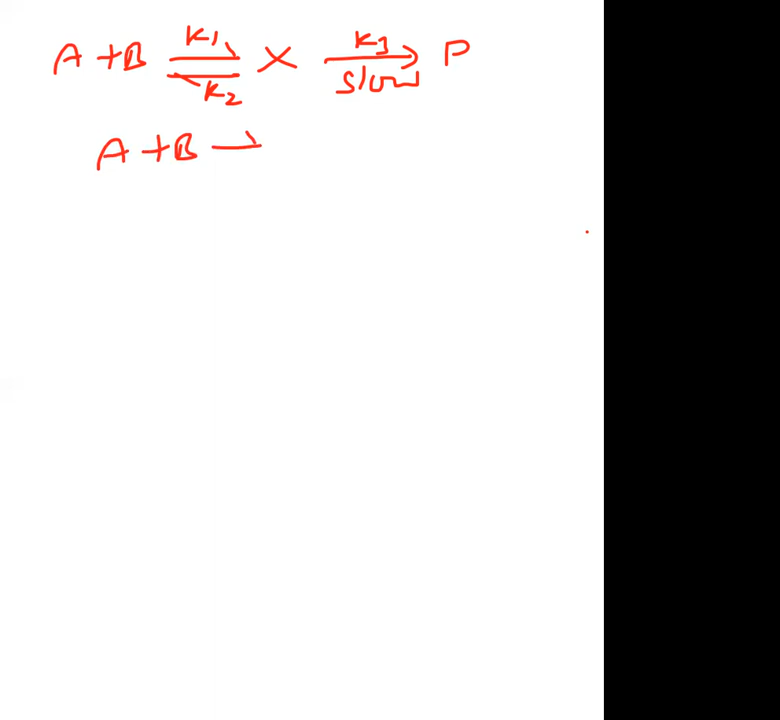 A + B ⇌ X → P
K1 K3
K2 slow
A + B →